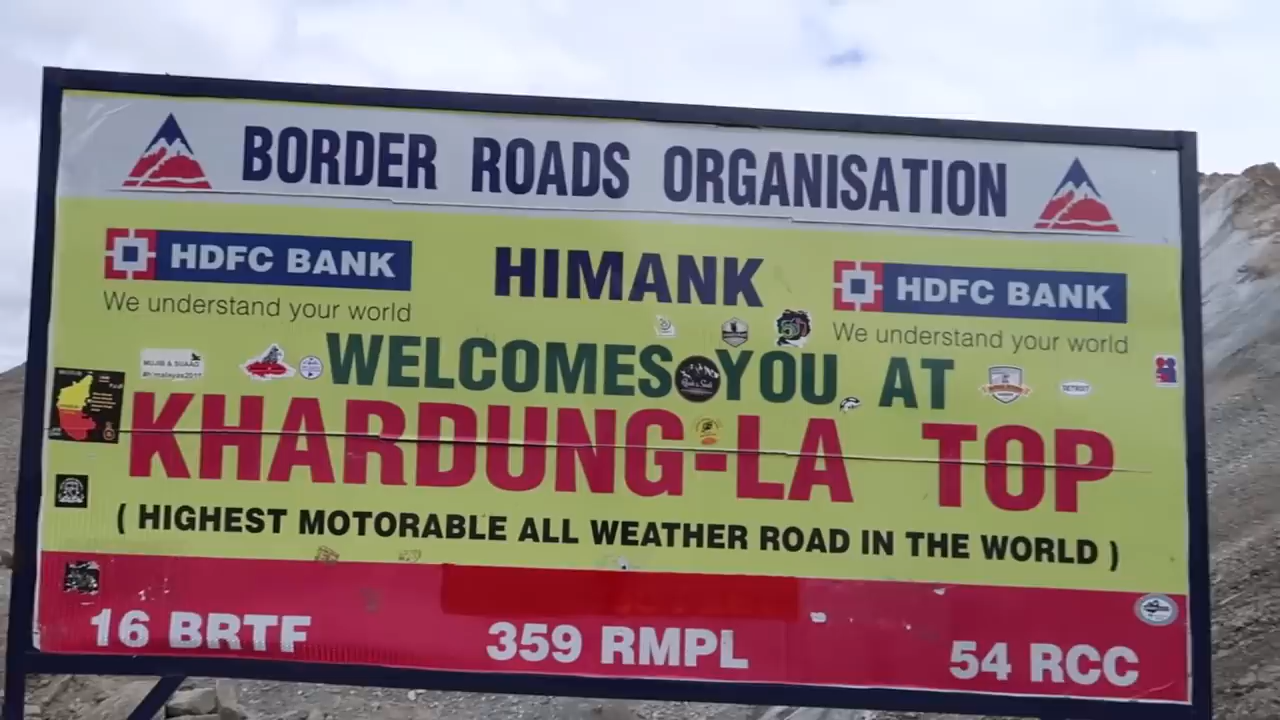 BORDER ROADS ORGANISATION
HDFC BANK
We understand your world
HIMANK
HDFC BANK
We understand your world
WELCOMES YOU AT
KHARDUNG-LA TOP
( HIGHEST MOTORABLE ALL WEATHER ROAD IN THE WORLD )
16 BRTF
359 RMPL
54 RCC
DETROIT